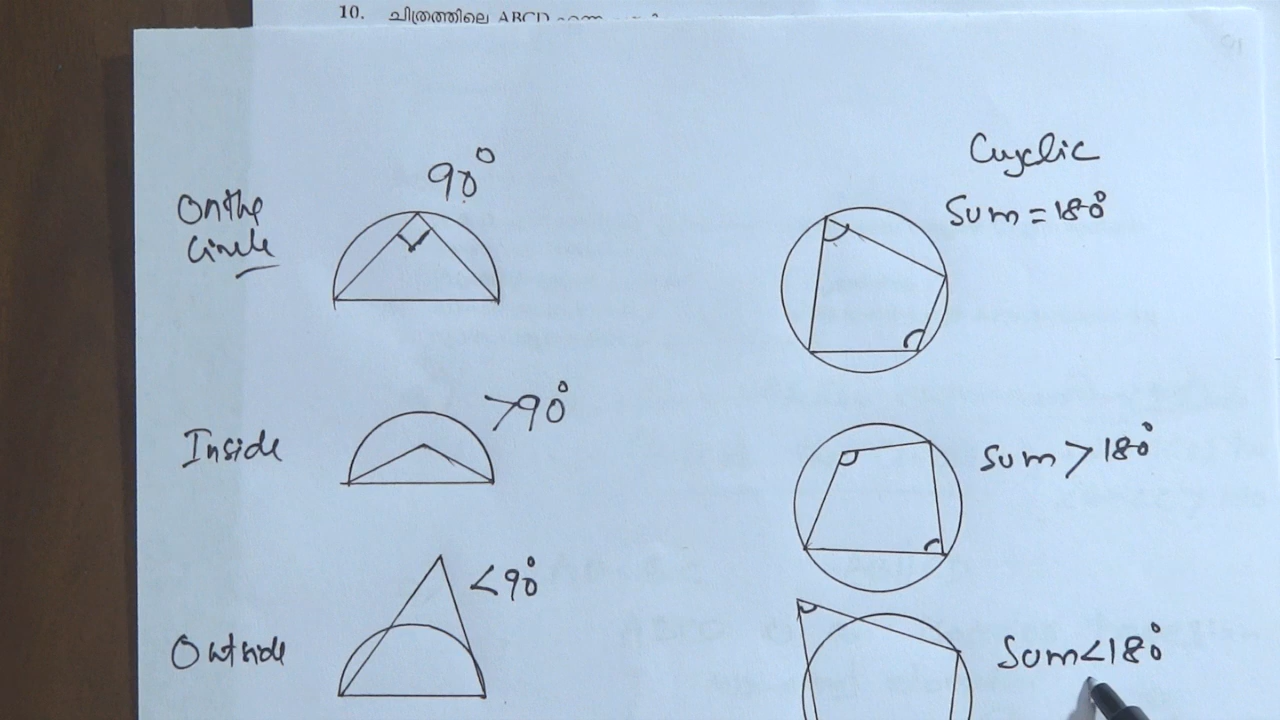 10. ചിത്രത്തിലെ ABCD
On the
Circle
90°
Cyclic
Sum = 180°
Inside
>90°
Sum > 180°
Outside
<90°
Sum < 180°